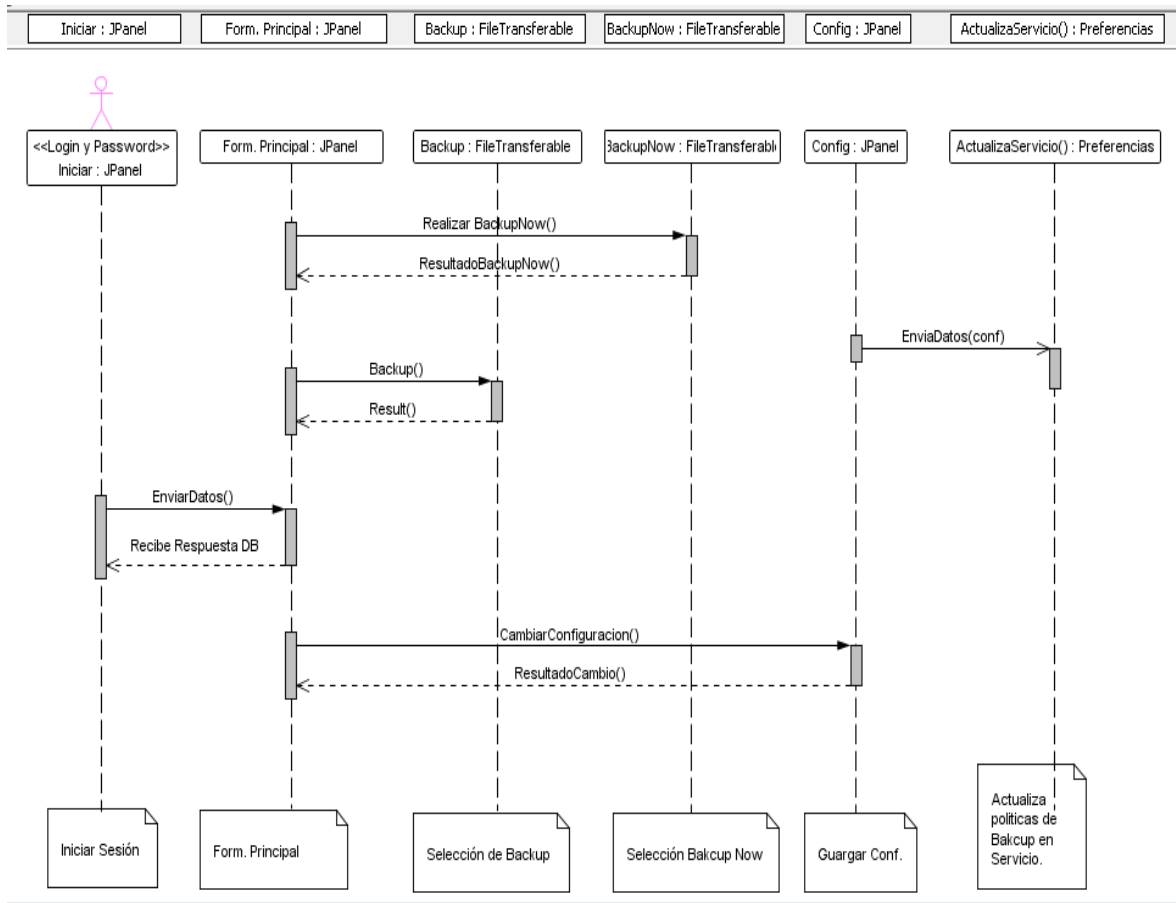 Iniciar : JPanel
Form. Principal : JPanel
Backup : FileTransferable
BackupNow : FileTransferable
Config : JPanel
ActualizaServicio() : Preferencias
<<Login y Password>>
Iniciar : JPanel
Form. Principal : JPanel
Backup : FileTransferable
BackupNow : FileTransferabl
Config : JPanel
ActualizaServicio() : Preferencias
Realizar BackupNow()
ResultadoBackupNow()
EnviaDatos(conf)
Backup()
Result()
EnviarDatos()
Recibe Respuesta DB
CambiarConfiguracion()
ResultadoCambio()
Iniciar Sesión
Form. Principal
Selección de Backup
Selección Bakcup Now
Guargar Conf.
Actualiza
politicas de
Bakcup en
Servicio.